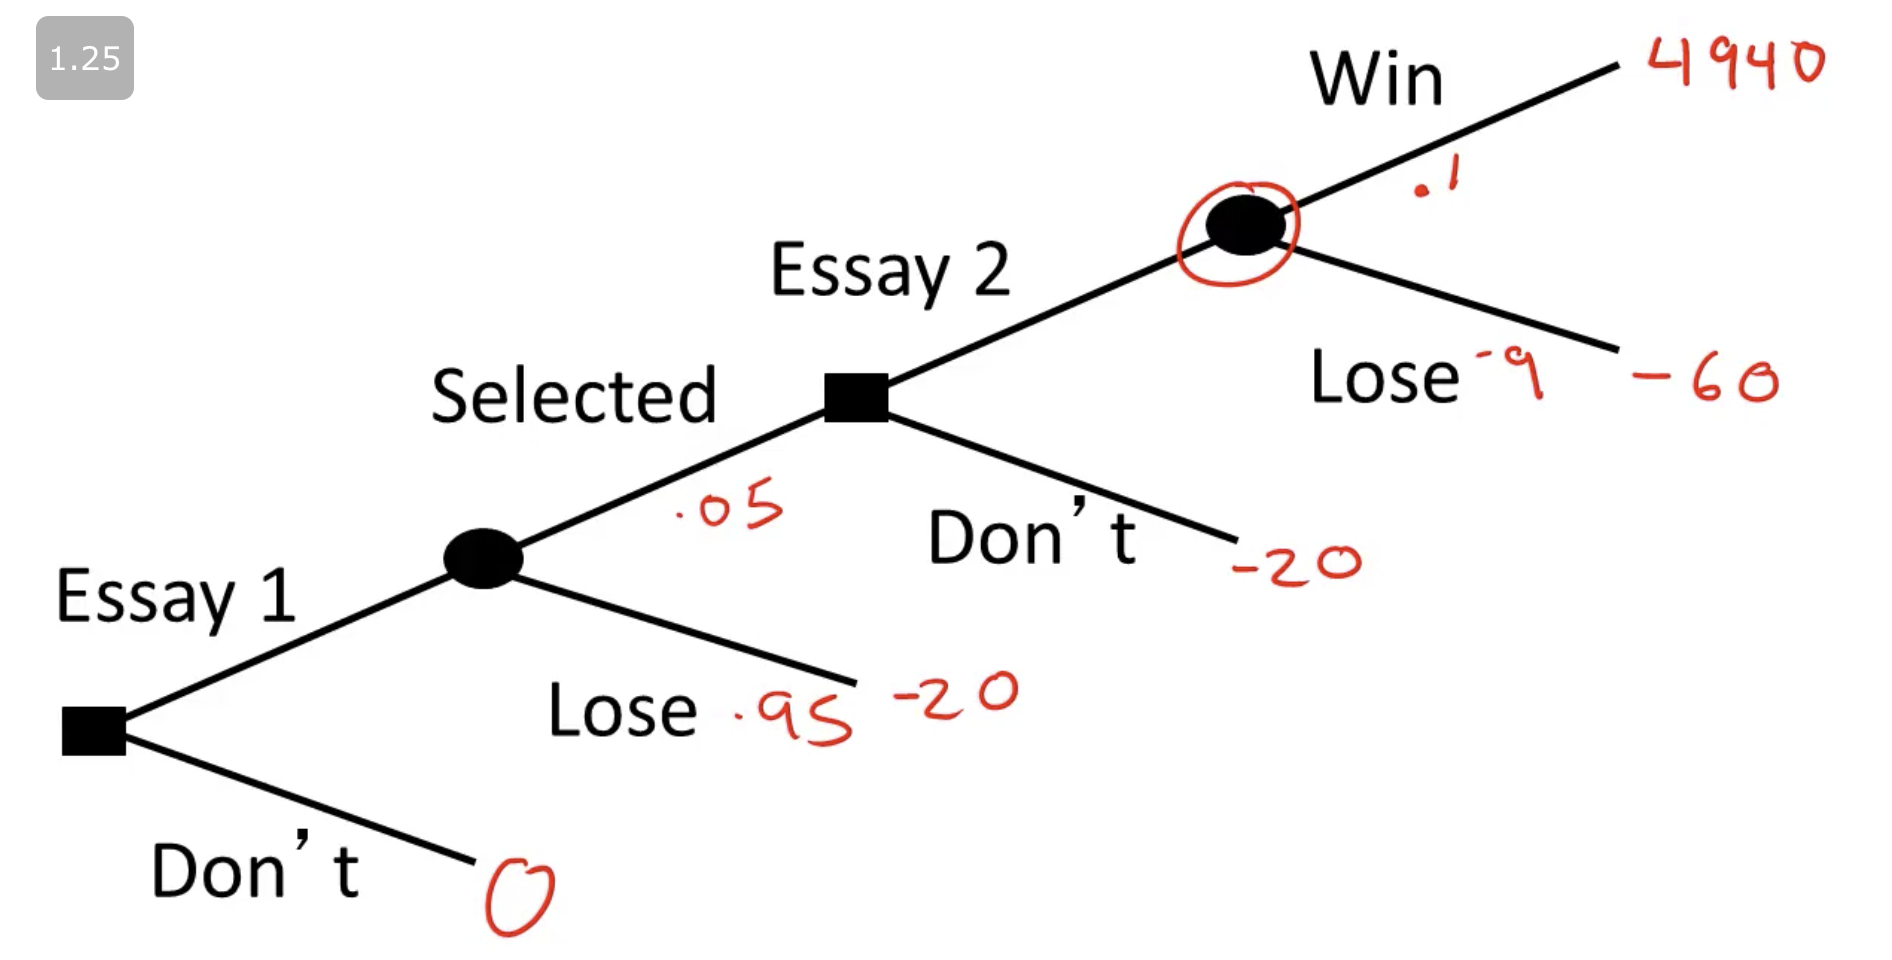 1.25
Win
4940
.1
Essay 2
Lose .9 -60
Selected
.05
Don't
-20
Essay 1
Lose .95 -20
Don't
0